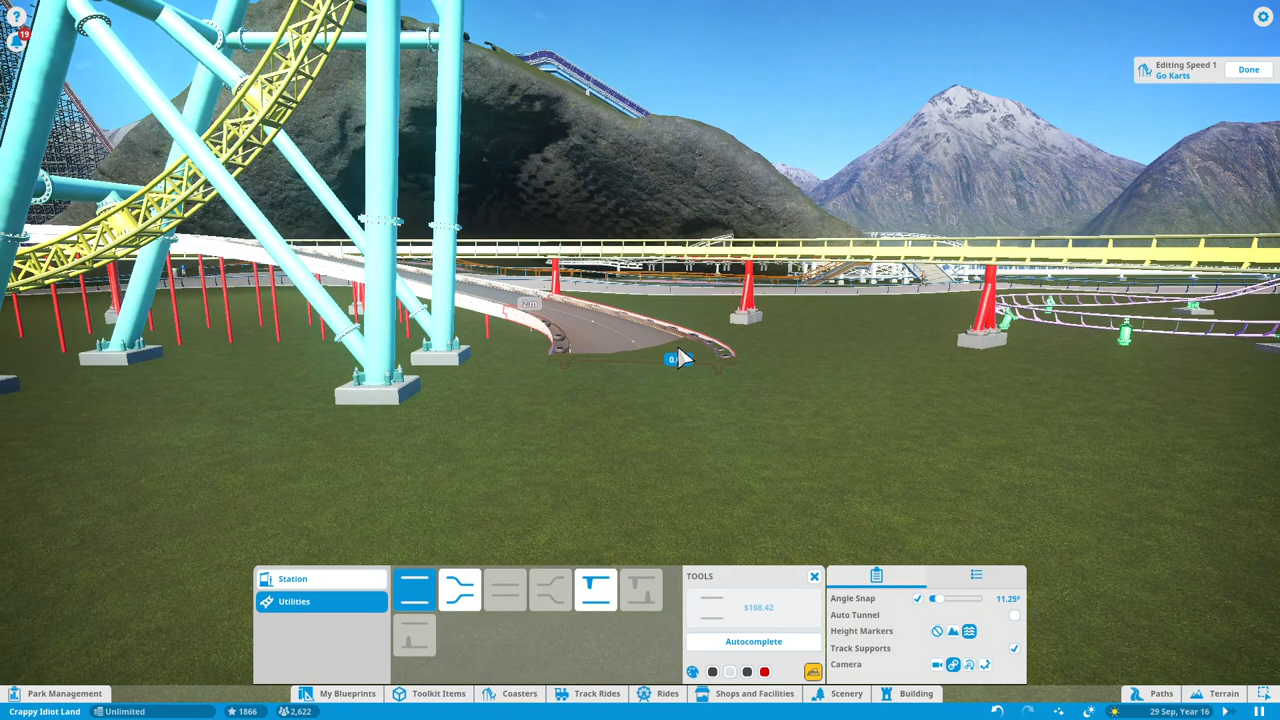 ?
19
Editing Speed 1
Go Karts
Done
2 m
Station
Utilities
TOOLS
$108.42
Autocomplete
Angle Snap
11.25°
Auto Tunnel
Height Markers
Track Supports
Camera
Park Management
My Blueprints
Toolkit Items
Coasters
Track Rides
Rides
Shops and Facilities
Scenery
Building
Paths
Terrain
Crappy Idiot Land
Unlimited
1866
2,622
29 Sep, Year 16